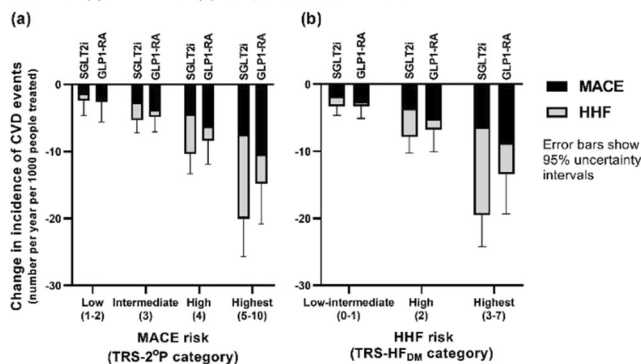 (a)
(b)
SGLT2i
GLP1-RA
SGLT2i
GLP1-RA
SGLT2i
GLP1-RA
SGLT2i
GLP1-RA
SGLT2i
GLP1-RA
SGLT2i
GLP1-RA
SGLT2i
GLP1-RA
Change in incidence of CVD events
(number per year per 1000 people treated)
0
-10
-20
-30
0
-10
-20
-30
MACE
HHF
Error bars show
95% uncertainty
intervals
Low Intermediate High Highest
(1-2) (3) (4) (5-10)
MACE risk
(TRS-2°P category)
Low-intermediate High Highest
(0-1) (2) (3-7)
HHF risk
(TRS-HFDM category)